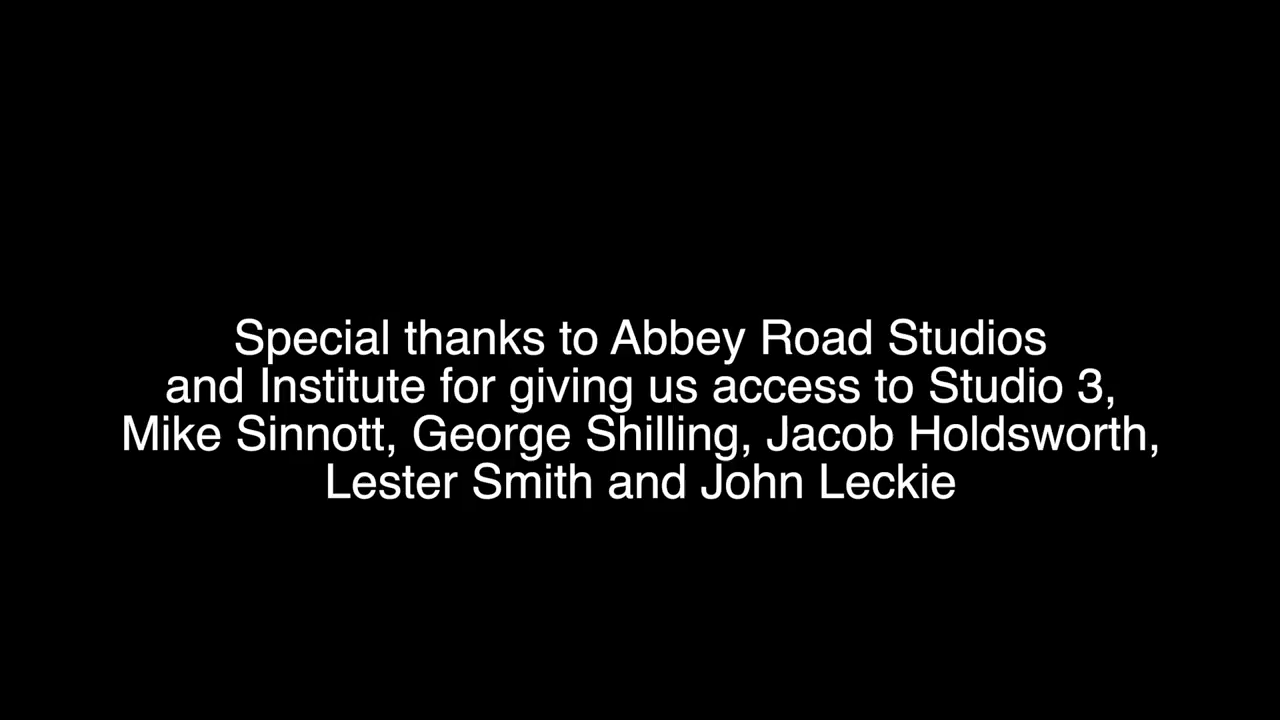 Special thanks to Abbey Road Studios
and Institute for giving us access to Studio 3,
Mike Sinnott, George Shilling, Jacob Holdsworth,
Lester Smith and John Leckie